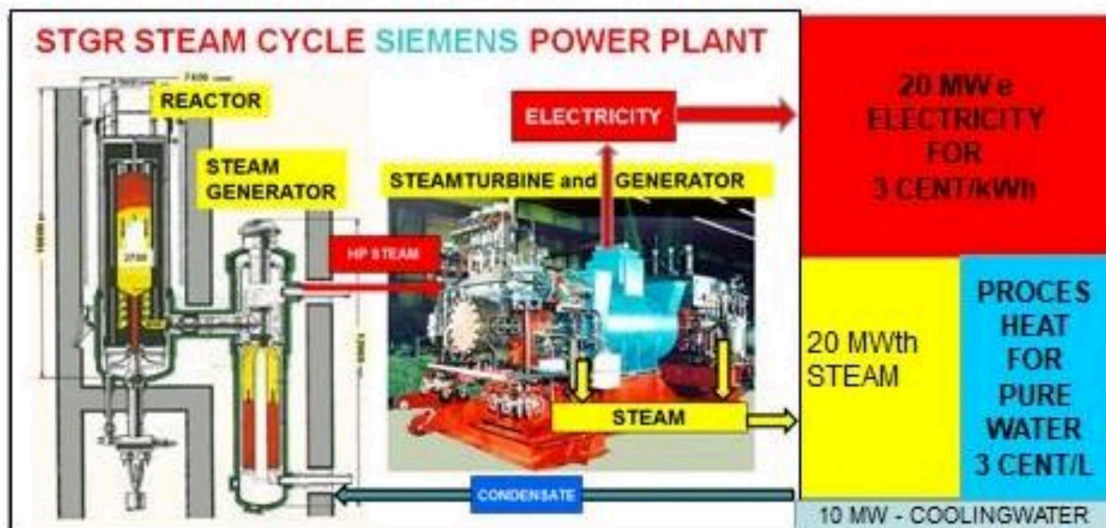 STGR STEAM CYCLE SIEMENS POWER PLANT
REACTOR
STEAM
GENERATOR
ELECTRICITY
STEAMTURBINE and GENERATOR
HP STEAM
STEAM
CONDENSATE
20 MW e
ELECTRICITY
FOR
3 CENT/kWh
20 MWth
STEAM
PROCES
HEAT
FOR
PURE
WATER
3 CENT/L
10 MW - COOLINGWATER